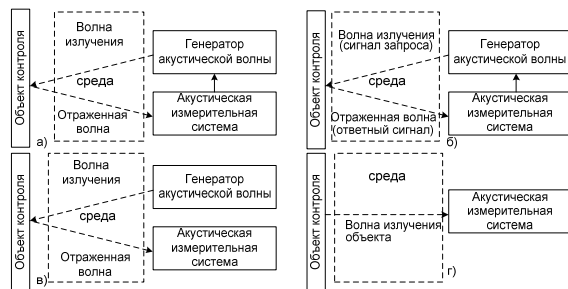 Объект контроля
Волна
излучения
среда
Отраженная
волна
Генератор
акустической волны
Акустическая
измерительная
система
а)
Объект контроля
Волна излучения
(сигнал запроса)
среда
Отраженная волна
(ответный сигнал)
Генератор
акустической волны
Акустическая
измерительная
система
б)
Объект контроля
Волна
излучения
среда
Отраженная
волна
Генератор
акустической волны
Акустическая
измерительная
система
в)
Объект контроля
среда
Волна излучения
объекта
Акустическая
измерительная
система
г)